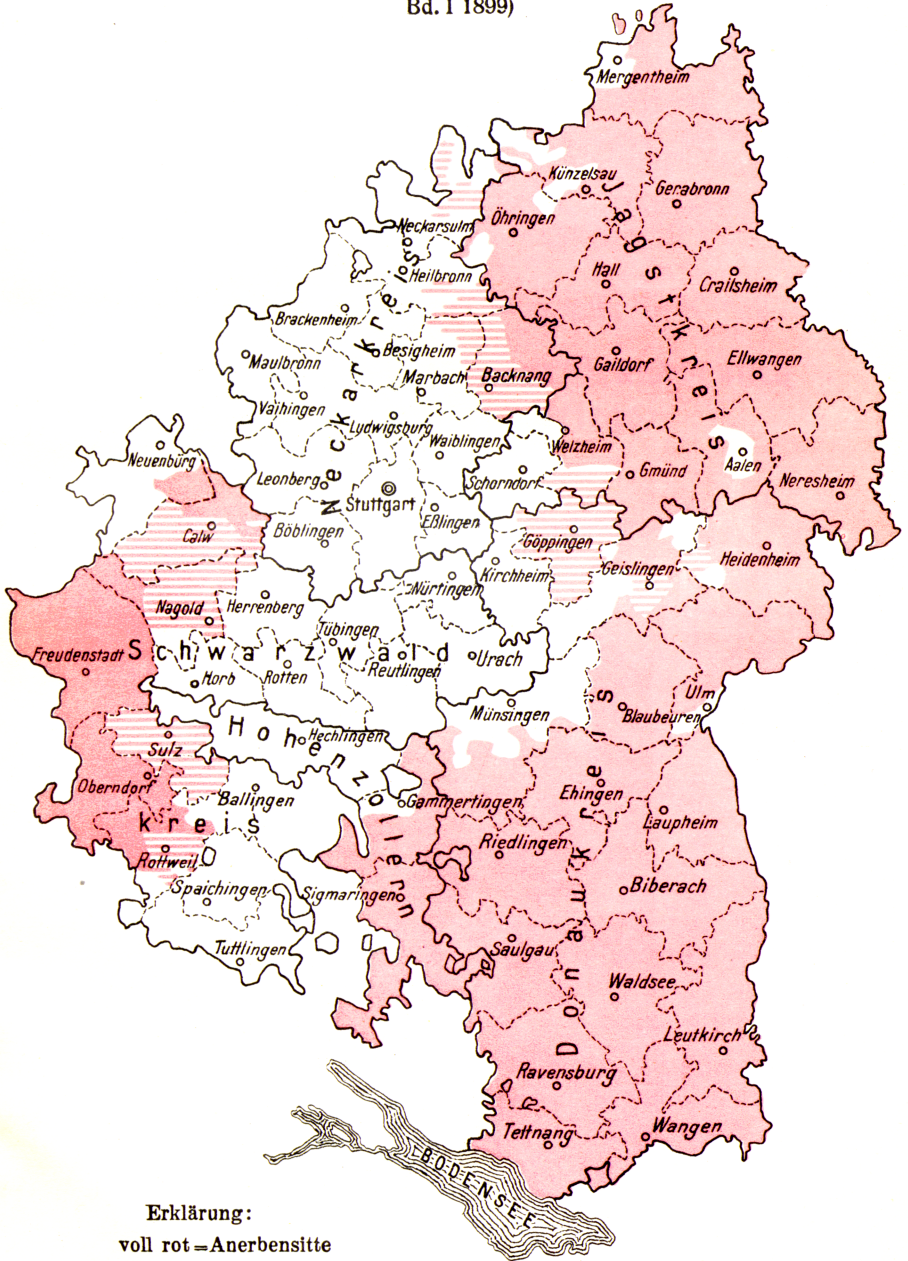 Bd. I 1899)
Mergentheim
Künzelsau
Gerabronn
Öhringen
Neckarsulm
Jagstkreis
Heilbronn
Hall
Crailsheim
Brackenheim
Neckarkreis
Besigheim
Maulbronn
Marbach
Backnang
Gaildorf
Ellwangen
Vaihingen
Ludwigsburg
Waiblingen
Welzheim
Neuenbürg
Leonberg
Schorndorf
Gmünd
Aalen
Neresheim
Stuttgart
Eßlingen
Calw
Böblingen
Göppingen
Geislingen
Heidenheim
Kirchheim
Nürtingen
Nagold
Herrenberg
Tübingen
Freudenstadt
Schwarzwald
Reutlingen
Urach
Horb
Rotten
Ulm
Münsingen
Blaubeuren
Hohenzollern
Hechlingen
Sulz
Oberndorf
Ballingen
Gammertingen
Ehingen
kreis
Laupheim
Rottweil
Riedlingen
Donaukreis
Spaichingen
Sigmaringen
Biberach
Tuttlingen
Saulgau
Waldsee
Leutkirch
Ravensburg
Tettnang
Wangen
BODENSEE
Erklärung:
voll rot=Anerbensitte